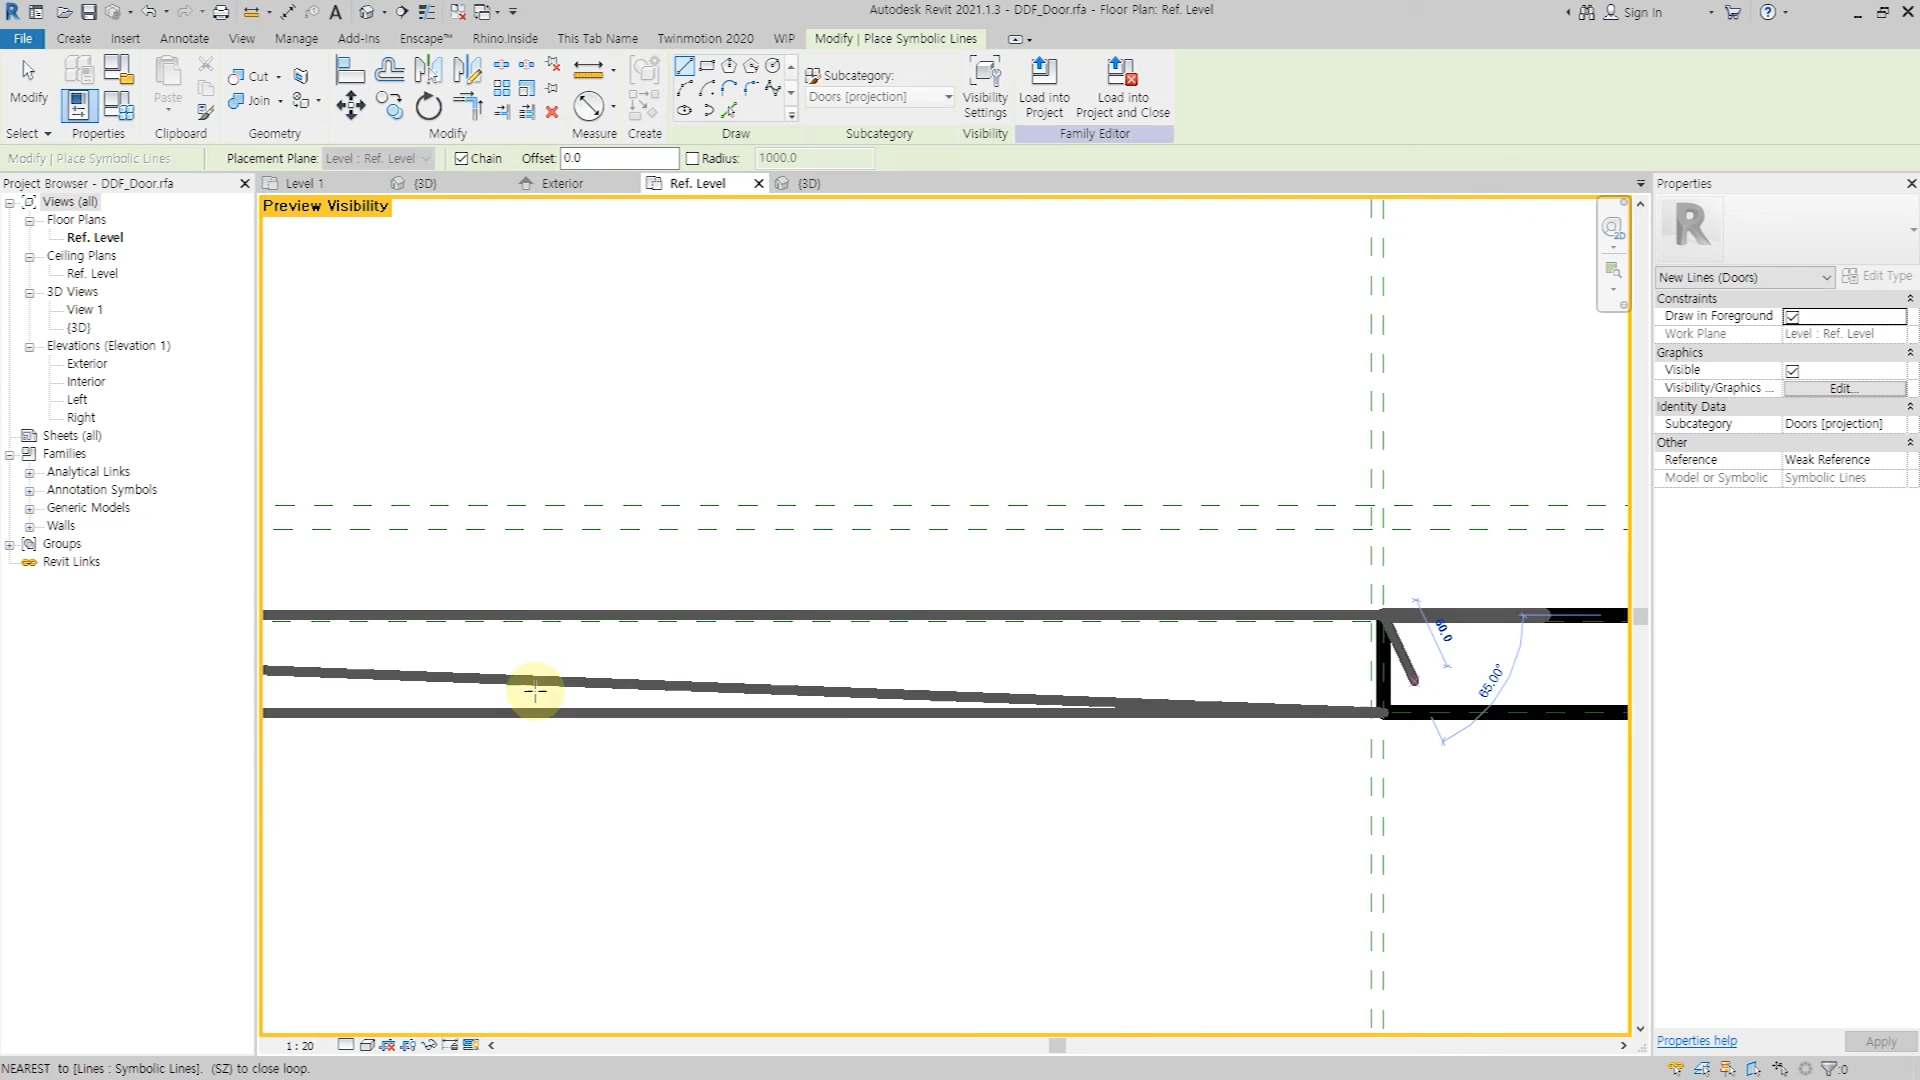 Autodesk Revit 2021.1.3 - DDF_Door.rfa - Floor Plan: Ref. Level
Sign In
File Create Insert Annotate View Manage Add-Ins Enscape™ Rhino.Inside This Tab Name Twinmotion 2020 WIP Modify | Place Symbolic Lines
Modify
Paste
Cut
Join
Subcategory:
Doors [projection]
Visibility Settings
Load into Project
Load into Project and Close
Select Properties Clipboard Geometry Modify Measure Create Draw Subcategory Visibility Family Editor
Modify | Place Symbolic Lines Placement Plane: Level : Ref. Level Chain Offset: 0.0 Radius: 1000.0
Project Browser - DDF_Door.rfa
Level 1 {3D} Exterior Ref. Level {3D}
Views (all)
Floor Plans
Ref. Level
Ceiling Plans
Ref. Level
3D Views
View 1
{3D}
Elevations (Elevation 1)
Exterior
Interior
Left
Right
Sheets (all)
Families
Analytical Links
Annotation Symbols
Generic Models
Walls
Groups
Revit Links
Preview Visibility
2D
60.0
65.00°
Properties
R
New Lines (Doors) Edit Type
Constraints
Draw in Foreground
Work Plane Level : Ref. Level
Graphics
Visible
Visibility/Graphics ... Edit...
Identity Data
Subcategory Doors [projection]
Other
Reference Weak Reference
Model or Symbolic Symbolic Lines
Properties help Apply
1 : 20
NEAREST to [Lines : Symbolic Lines]. (SZ) to close loop.
:0